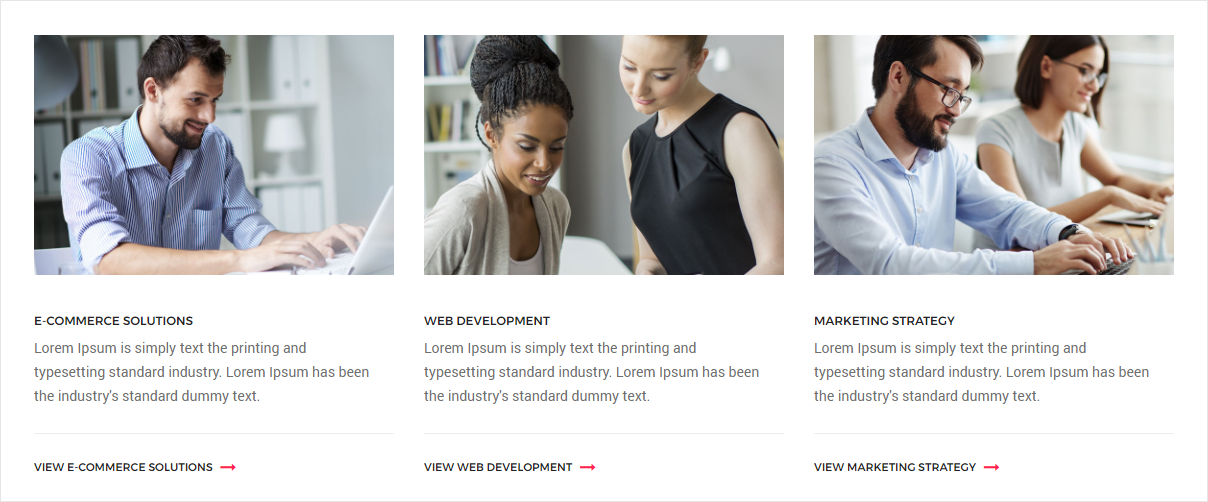 E-COMMERCE SOLUTIONS
Lorem Ipsum is simply text the printing and
typesetting standard industry. Lorem Ipsum has been
the industry's standard dummy text.
VIEW E-COMMERCE SOLUTIONS
WEB DEVELOPMENT
Lorem Ipsum is simply text the printing and
typesetting standard industry. Lorem Ipsum has been
the industry's standard dummy text.
VIEW WEB DEVELOPMENT
MARKETING STRATEGY
Lorem Ipsum is simply text the printing and
typesetting standard industry. Lorem Ipsum has been
the industry's standard dummy text.
VIEW MARKETING STRATEGY